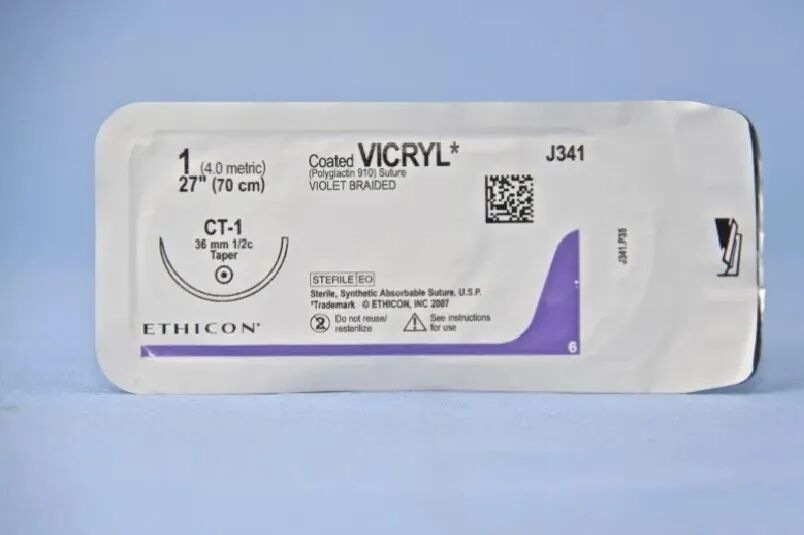 1 (4.0 metric)
27" (70 cm)
CT-1
36 mm 1/2c
Taper
ETHICON*
Coated VICRYL*
(Polyglactin 910) Suture
VIOLET BRAIDED
J341
STERILE EO
Sterile, Synthetic Absorbable Suture, U.S.P.
*Trademark © ETHICON, INC 2007
2 Do not reuse/
resterilize
See instructions
for use
6
J341.P35